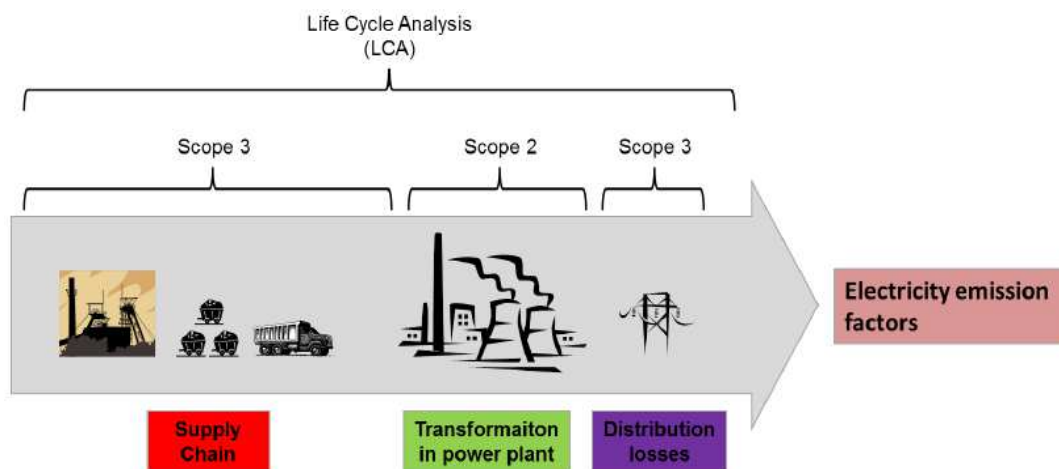 Life Cycle Analysis
(LCA)
Scope 3
Scope 2
Scope 3
Electricity emission
factors
Supply
Chain
Transformaiton
in power plant
Distribution
losses